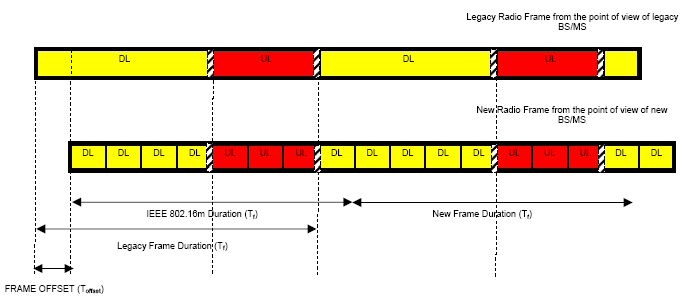 Legacy Radio Frame from the point of view of legacy
BS/MS
DL UL DL UL
New Radio Frame from the point of view of new
BS/MS
DL DL DL DL UL UL UL DL DL DL DL DL UL UL UL DL DL
IEEE 802.16m Duration (Tf) New Frame Duration (Tf)
Legacy Frame Duration (Tf)
FRAME OFFSET (Toffset)